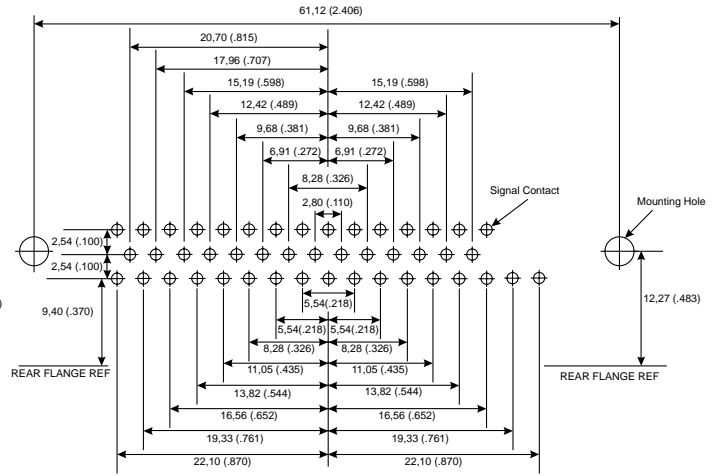 61,12 (2.406)
20,70 (.815)
17,96 (.707)
15,19 (.598) 15,19 (.598)
12,42 (.489) 12,42 (.489)
9,68 (.381) 9,68 (.381)
6,91 (.272) 6,91 (.272)
8,28 (.326)
Signal Contact
2,80 (.110)
Mounting Hole
2,54 (.100)
2,54 (.100)
12,27 (.483)
9,40 (.370)
)
5,54(.218)
5,54(.218) 5,54(.218)
8,28 (.326) 8,28 (.326)
11,05 (.435) 11,05 (.435)
REAR FLANGE REF REAR FLANGE REF
13,82 (.544) 13,82 (.544)
16,56 (.652) 16,56 (.652)
19,33 (.761) 19,33 (.761)
22,10 (.870) 22,10 (.870)